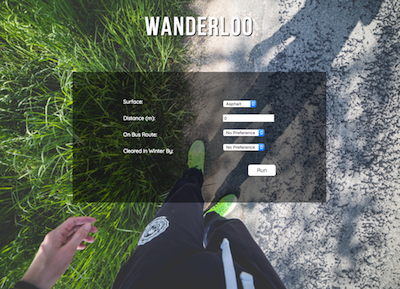 WANDERLOO
Surface: Asphalt
Distance (m): 0
On Bus Route: No Preference
Cleared in Winter By: No Preference
Run